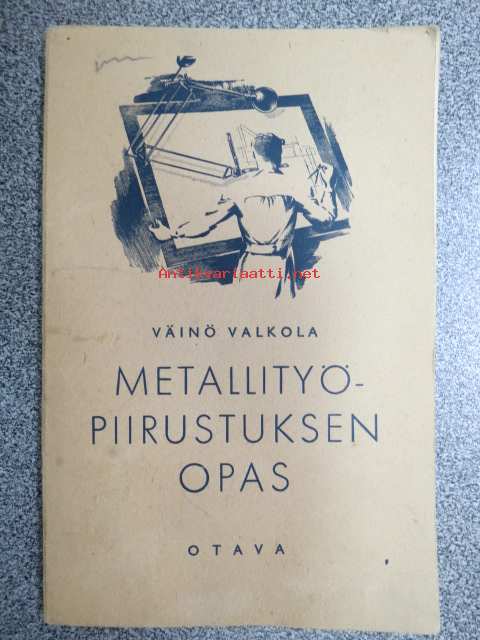 Antikvariaatti.net
VÄINÖ VALKOLA
METALLITYÖ-
PIIRUSTUKSEN
OPAS
OTAVA